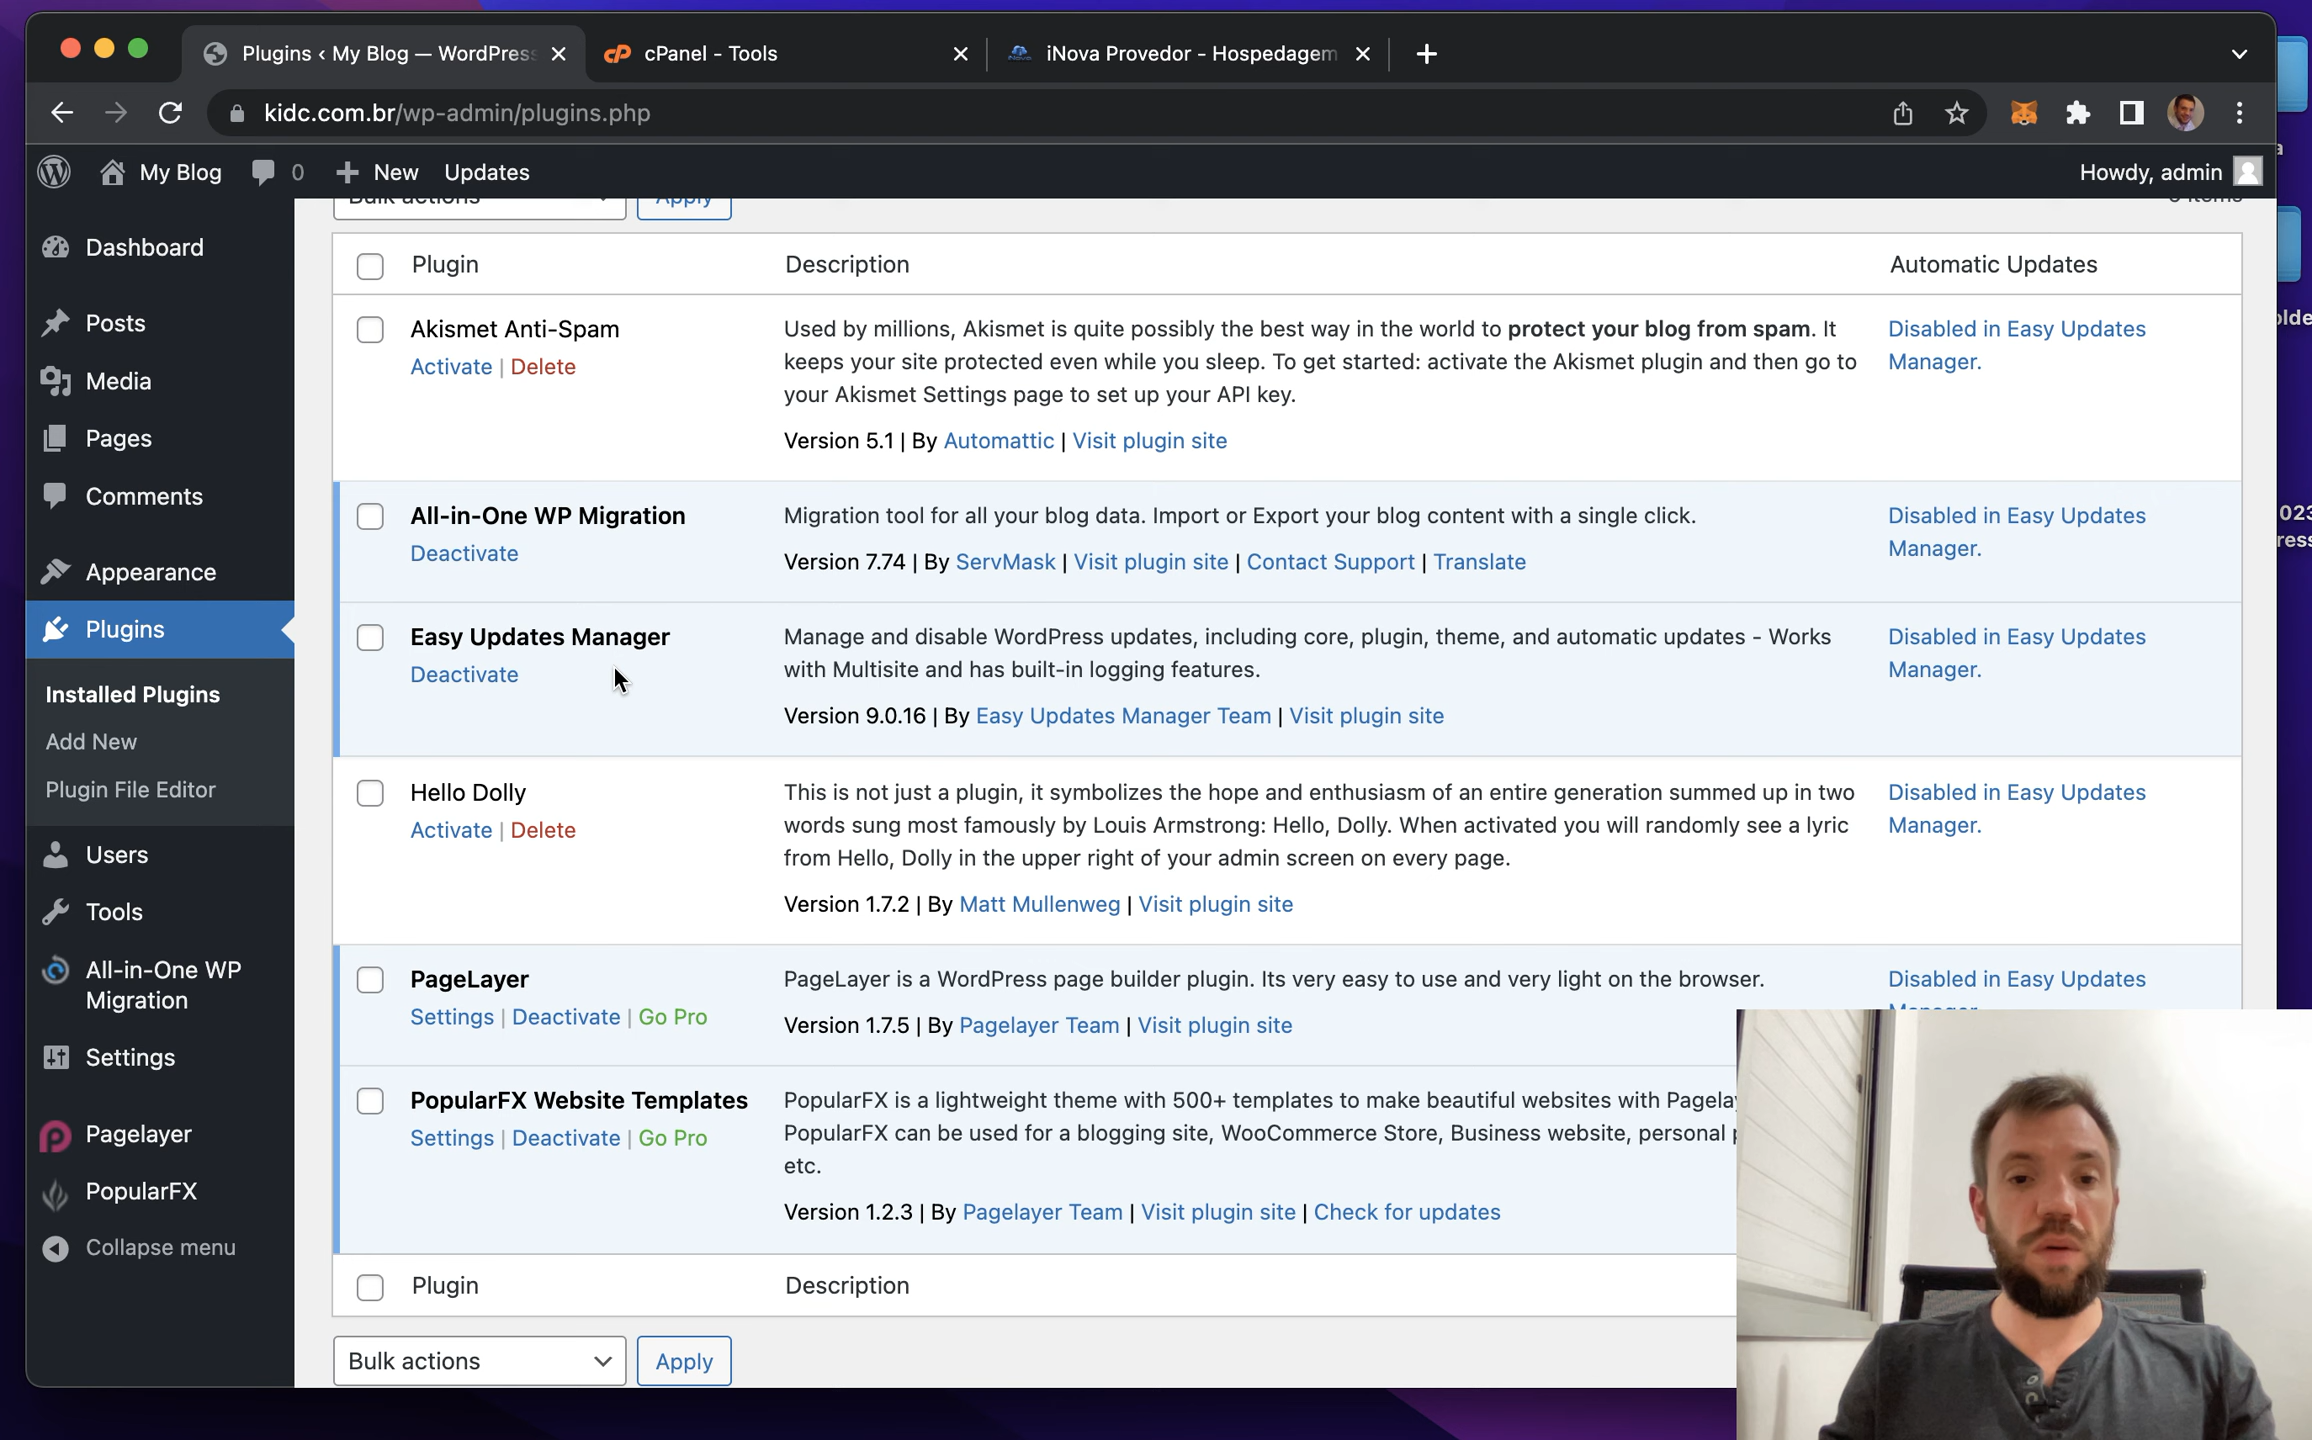 Plugins ‹ My Blog — WordPress
cPanel - Tools
iNova Provedor - Hospedagem
kidc.com.br/wp-admin/plugins.php
My Blog
0
New
Updates
Howdy, admin
Bulk actions
Apply
items
Dashboard
Posts
Media
Pages
Comments
Appearance
Plugins
Installed Plugins
Add New
Plugin File Editor
Users
Tools
All-in-One WP
Migration
Settings
Pagelayer
PopularFX
Collapse menu
Plugin
Description
Automatic Updates
Akismet Anti-Spam
Activate | Delete
Used by millions, Akismet is quite possibly the best way in the world to protect your blog from spam. It
keeps your site protected even while you sleep. To get started: activate the Akismet plugin and then go to
your Akismet Settings page to set up your API key.
Version 5.1 | By Automattic | Visit plugin site
Disabled in Easy Updates
Manager.
All-in-One WP Migration
Deactivate
Migration tool for all your blog data. Import or Export your blog content with a single click.
Version 7.74 | By ServMask | Visit plugin site | Contact Support | Translate
Disabled in Easy Updates
Manager.
Easy Updates Manager
Deactivate
Manage and disable WordPress updates, including core, plugin, theme, and automatic updates - Works
with Multisite and has built-in logging features.
Version 9.0.16 | By Easy Updates Manager Team | Visit plugin site
Disabled in Easy Updates
Manager.
Hello Dolly
Activate | Delete
This is not just a plugin, it symbolizes the hope and enthusiasm of an entire generation summed up in two
words sung most famously by Louis Armstrong: Hello, Dolly. When activated you will randomly see a lyric
from Hello, Dolly in the upper right of your admin screen on every page.
Version 1.7.2 | By Matt Mullenweg | Visit plugin site
Disabled in Easy Updates
Manager.
PageLayer
Settings | Deactivate | Go Pro
PageLayer is a WordPress page builder plugin. Its very easy to use and very light on the browser.
Version 1.7.5 | By Pagelayer Team | Visit plugin site
Disabled in Easy Updates
PopularFX Website Templates
Settings | Deactivate | Go Pro
PopularFX is a lightweight theme with 500+ templates to make beautiful websites with Pagelay
PopularFX can be used for a blogging site, WooCommerce Store, Business website, personal
etc.
Version 1.2.3 | By Pagelayer Team | Visit plugin site | Check for updates
Plugin
Description
Bulk actions
Apply